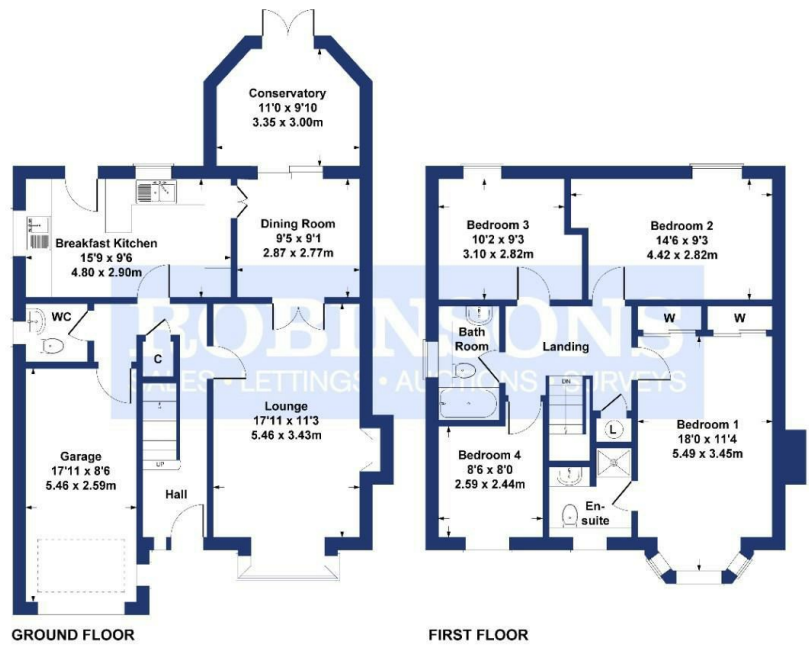 Conservatory
11'0 x 9'10
3.35 x 3.00m
Breakfast Kitchen
15'9 x 9'6
4.80 x 2.90m
Dining Room
9'5 x 9'1
2.87 x 2.77m
WC
C
Lounge
17'11 x 11'3
5.46 x 3.43m
Garage
17'11 x 8'6
5.46 x 2.59m
UP
Hall
Bedroom 3
10'2 x 9'3
3.10 x 2.82m
Bedroom 2
14'6 x 9'3
4.42 x 2.82m
W
W
Bath
Room
Landing
DN
L
Bedroom 1
18'0 x 11'4
5.49 x 3.45m
Bedroom 4
8'6 x 8'0
2.59 x 2.44m
En-
suite
ROBINSONS
SALES • LETTINGS • AUCTIONS • SURVEYS
GROUND FLOOR
FIRST FLOOR